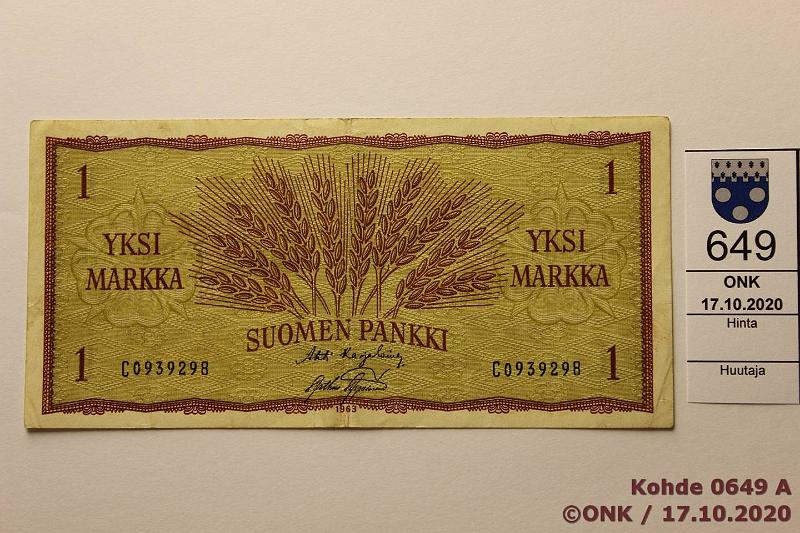 1
1
YKSI
MARKKA
YKSI
MARKKA
SUOMEN PANKKI
1
C0939298
C0939298
1
1963
649
ONK
17.10.2020
Hinta
Huutaja
Kohde 0649 A
©ONK / 17.10.2020